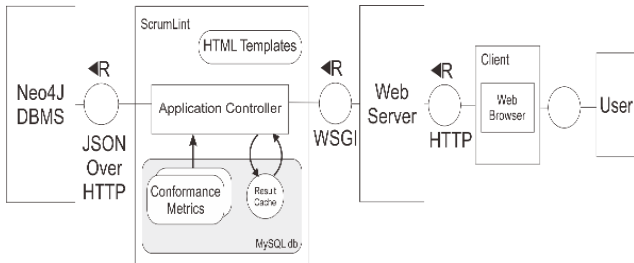 ScrumLint
HTML Templates
R
Neo4J
DBMS
JSON
Over
HTTP
Application Controller
Conformance
Metrics
Result
Cache
MySQL db
R
WSGI
Web
Server
R
HTTP
Client
Web
Browser
User